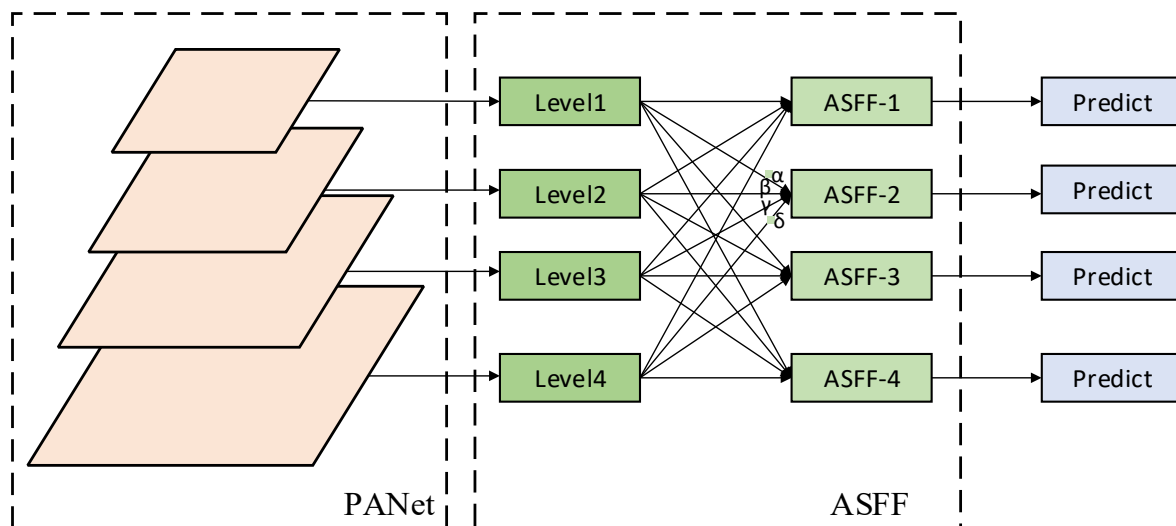 Level1
ASFF-1
Predict
Level2
α
β
γ
δ
ASFF-2
Predict
Level3
ASFF-3
Predict
Level4
ASFF-4
Predict
PANet
ASFF